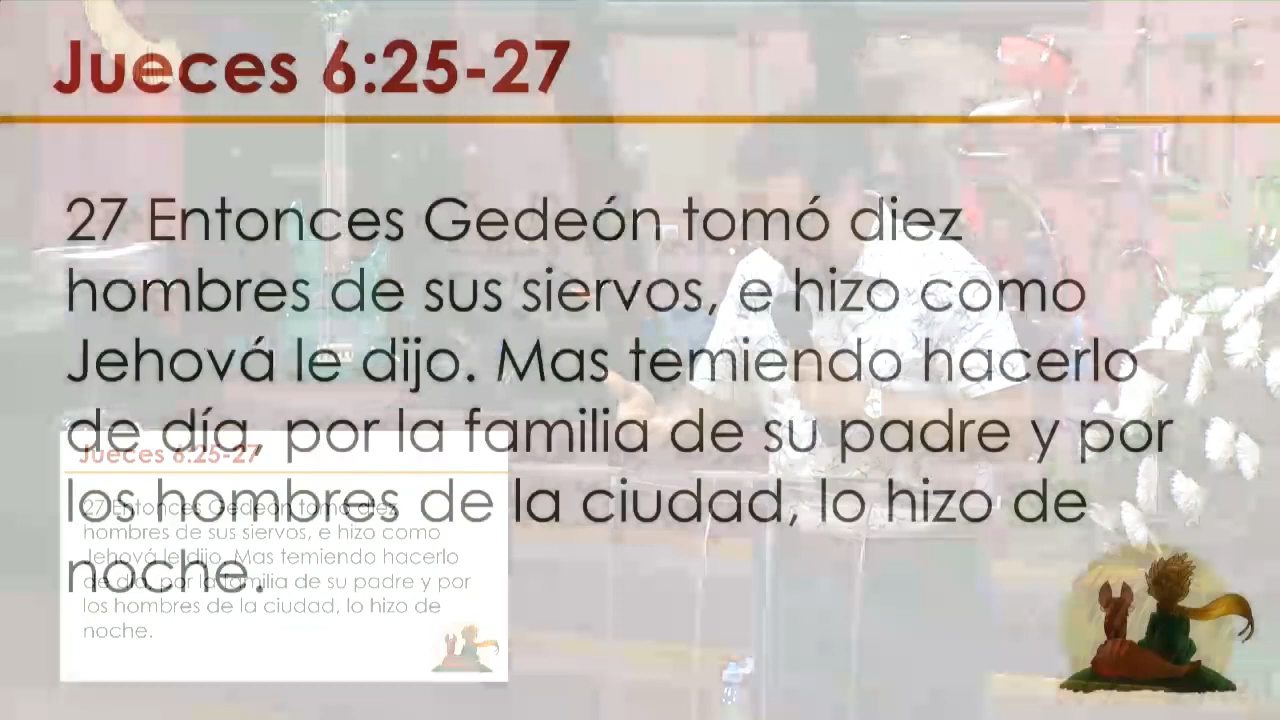 Jueces 6:25-27
27 Entonces Gedeón tomó diez
hombres de sus siervos, e hizo como
Jehová le dijo. Mas temiendo hacerlo
de día, por la familia de su padre y por
los hombres de la ciudad, lo hizo de
noche.
Jueces 6:25-27
27 Entonces Gedeón tomó diez
hombres de sus siervos, e hizo como
Jehová le dijo. Mas temiendo hacerlo
de día, por la familia de su padre y por
los hombres de la ciudad, lo hizo de
noche.